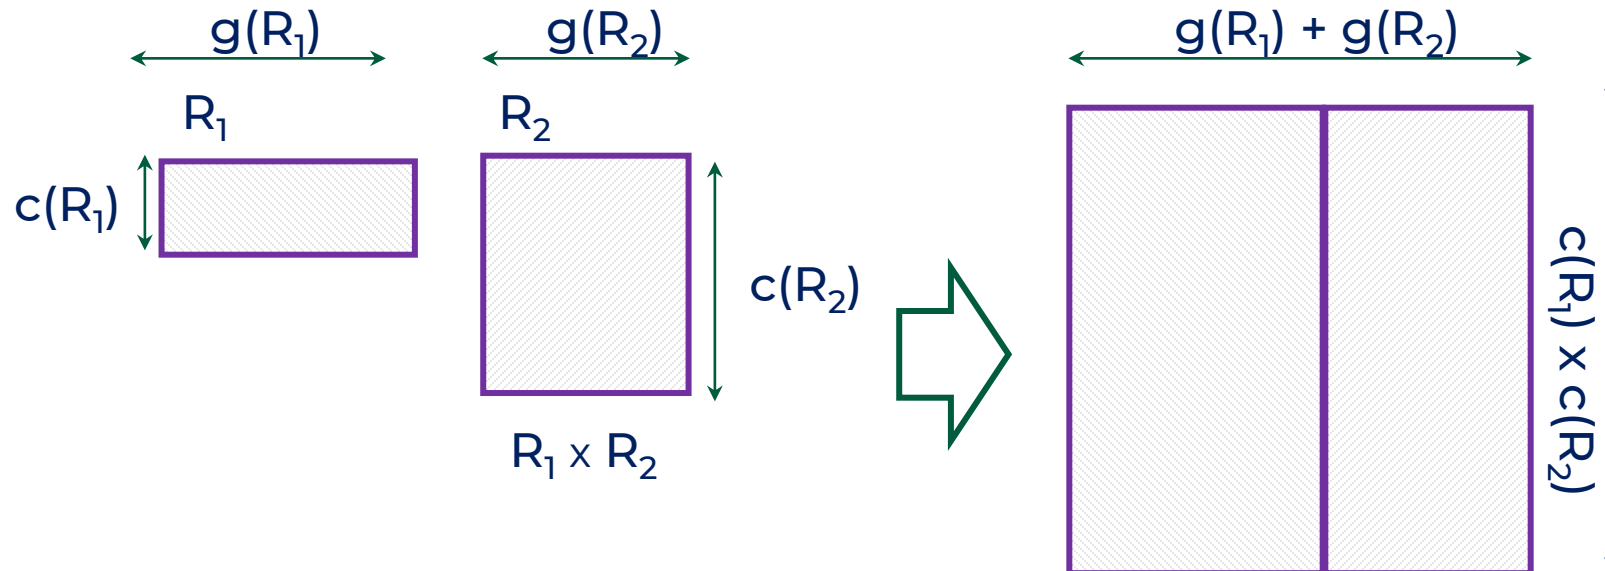 g(R₁)
g(R₂)
g(R₁) + g(R₂)
R₁
R₂
c(R₁)
c(R₂)
c(R₁) x c(R₂)
R₁ x R₂